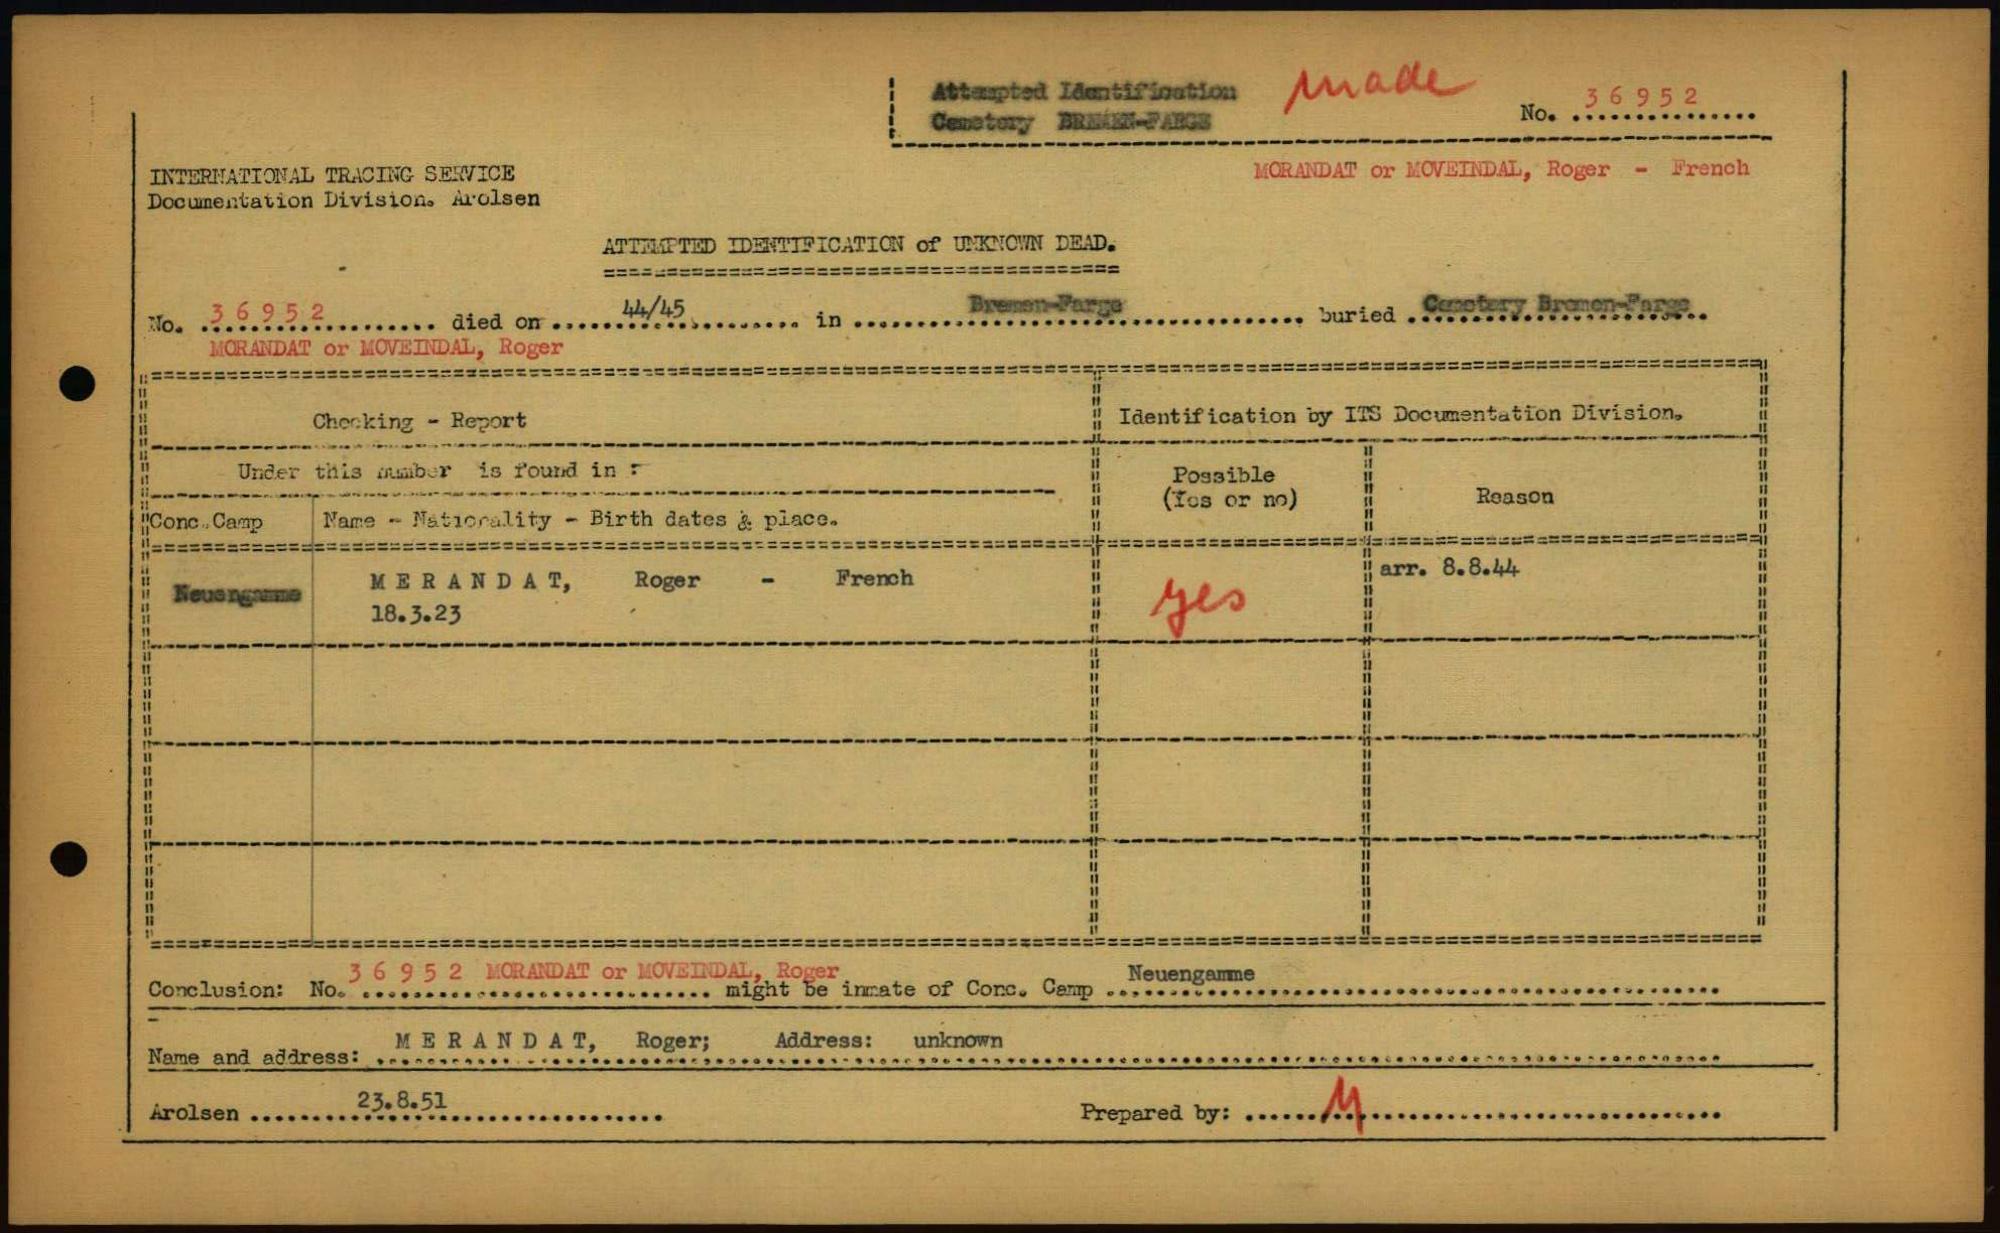 Attempted Identification made
Cemetery BREMEN-FARGE
No. 36952
MORANDAT or MOVEINDAL, Roger - French
INTERNATIONAL TRACING SERVICE
Documentation Division. Arolsen
ATTEMPTED IDENTIFICATION of UNKNOWN DEAD.
No. 36952 died on 44/45 in Bremen-Farge buried Cemetery Bremen-Farge
MORANDAT or MOVEINDAL, Roger
Checking - Report
Identification by ITS Documentation Division.
Under this number is found in :
Possible
(Yes or no)
Reason
Conc. Camp Name - Nationality - Birth dates & place.
Neuengamme MERANDAT, Roger - French yes arr. 8.8.44
18.3.23
36952 MORANDAT or MOVEINDAL, Roger
Conclusion: No. might be inmate of Conc. Camp Neuengamme
Name and address: MERANDAT, Roger; Address: unknown
Arolsen 23.8.51 Prepared by: